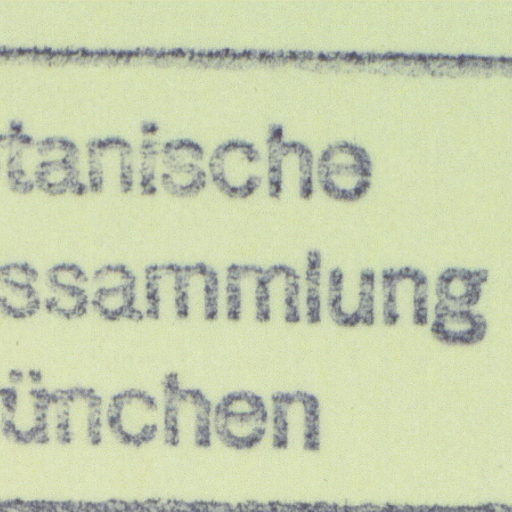 tanische
ssammlung
ünchen